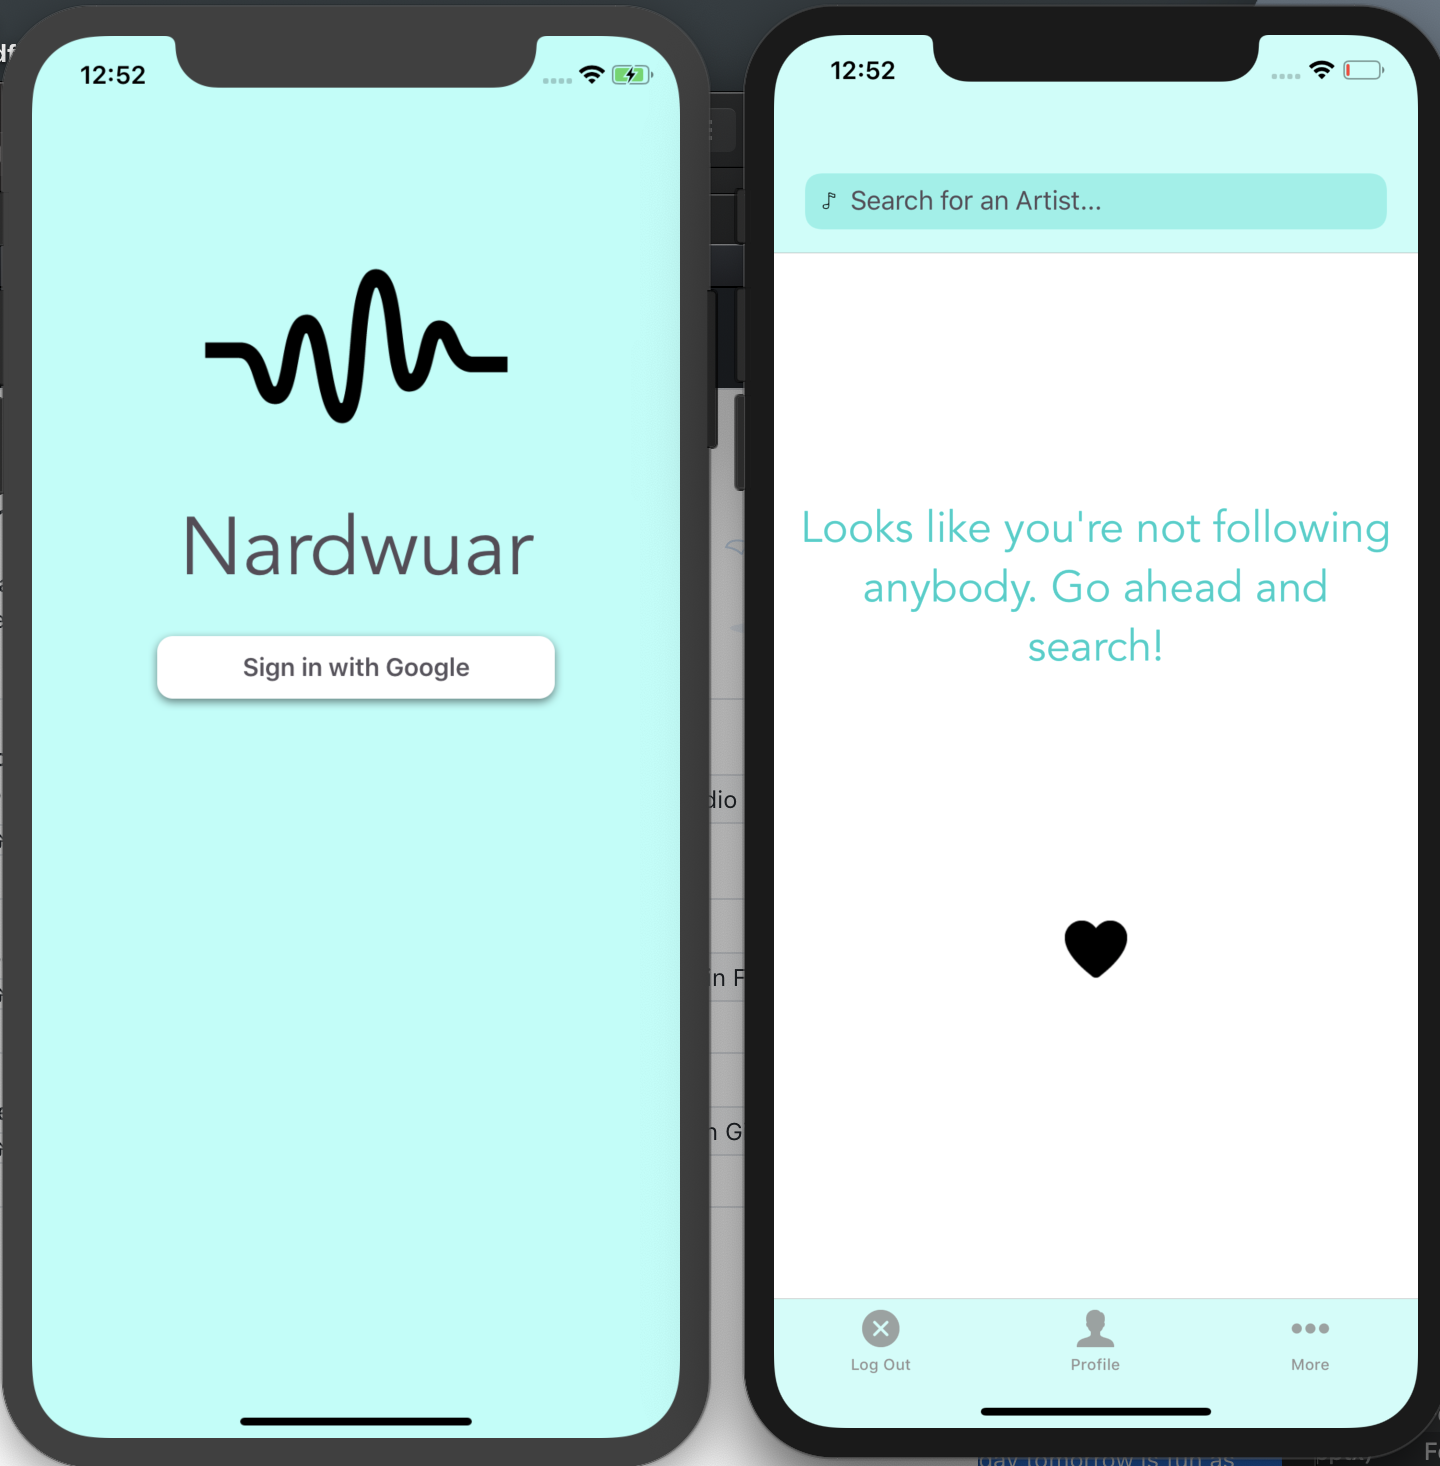 12:52
Nardwuar
Sign in with Google
12:52
Search for an Artist...
Looks like you're not following
anybody. Go ahead and
search!
Log Out
Profile
More
dio
in F
G